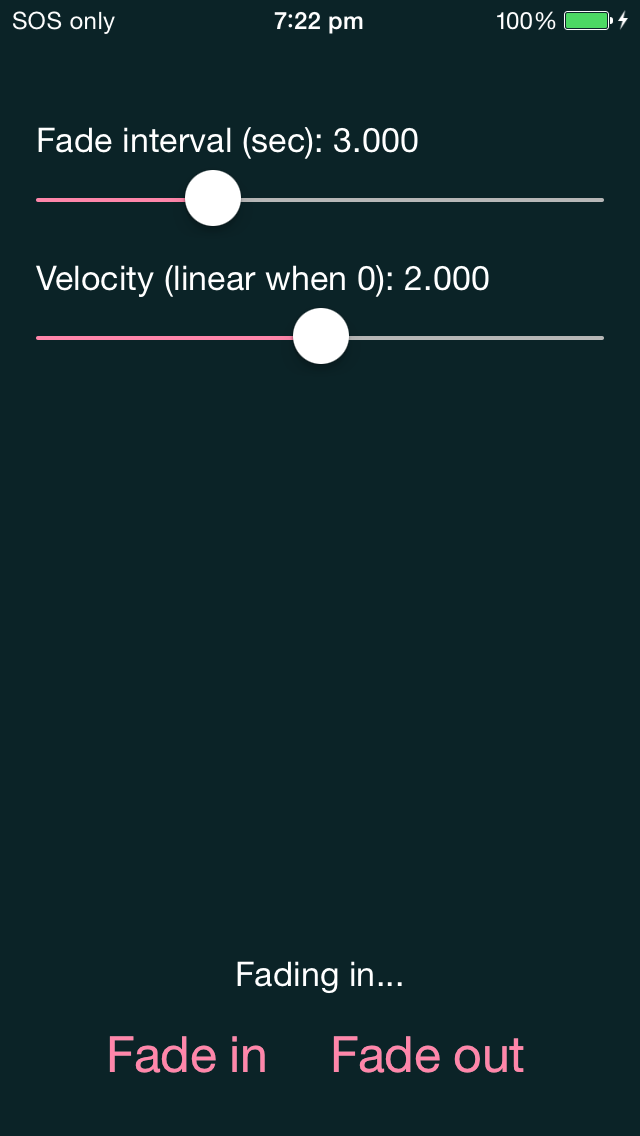 SOS only 7:22 pm 100%
Fade interval (sec): 3.000
Velocity (linear when 0): 2.000
Fading in...
Fade in Fade out